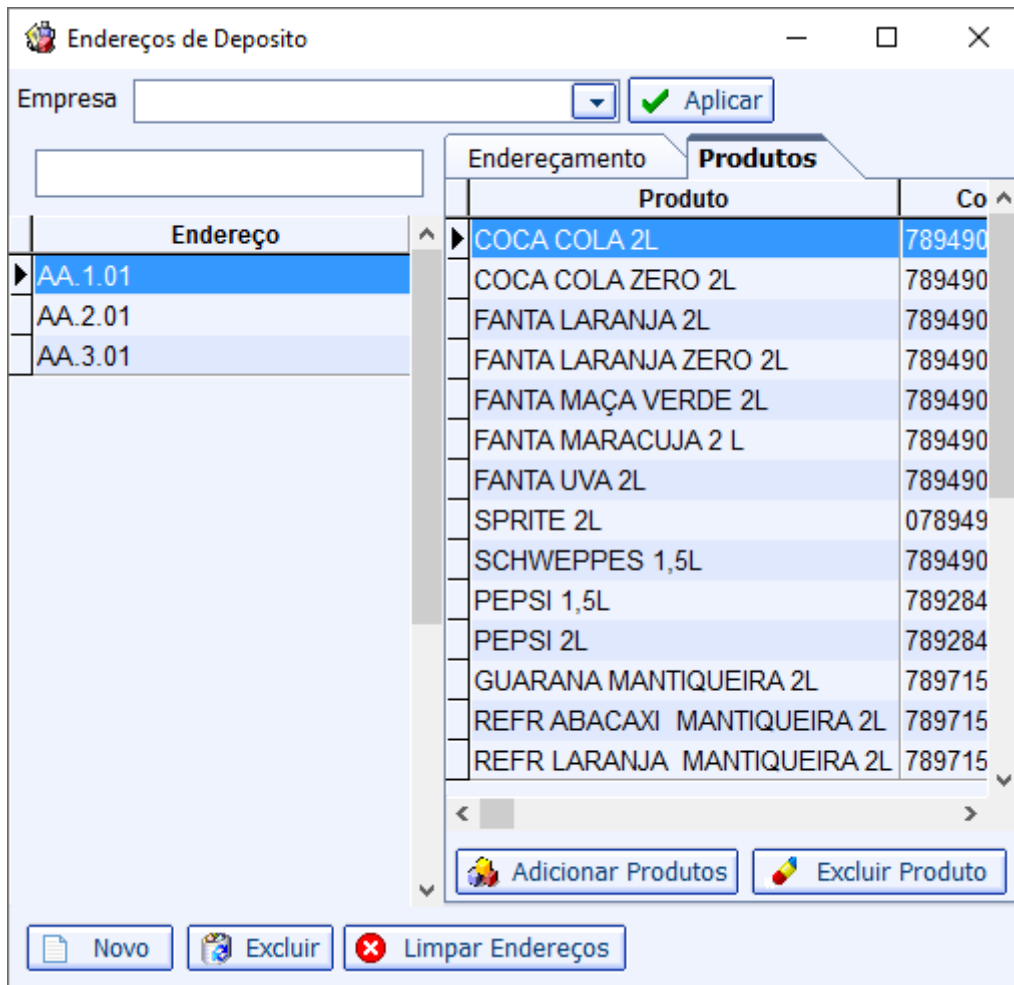 Endereços de Deposito
Empresa
Aplicar
Endereçamento
Produtos
Endereço
AA.1.01
AA.2.01
AA.3.01
Produto Co
COCA COLA 2L 789490
COCA COLA ZERO 2L 789490
FANTA LARANJA 2L 789490
FANTA LARANJA ZERO 2L 789490
FANTA MAÇA VERDE 2L 789490
FANTA MARACUJA 2 L 789490
FANTA UVA 2L 789490
SPRITE 2L 078949
SCHWEPPES 1,5L 789490
PEPSI 1,5L 789284
PEPSI 2L 789284
GUARANA MANTIQUEIRA 2L 789715
REFR ABACAXI  MANTIQUEIRA 2L 789715
REFR LARANJA  MANTIQUEIRA 2L 789715
Adicionar Produtos
Excluir Produto
Novo
Excluir
Limpar Endereços